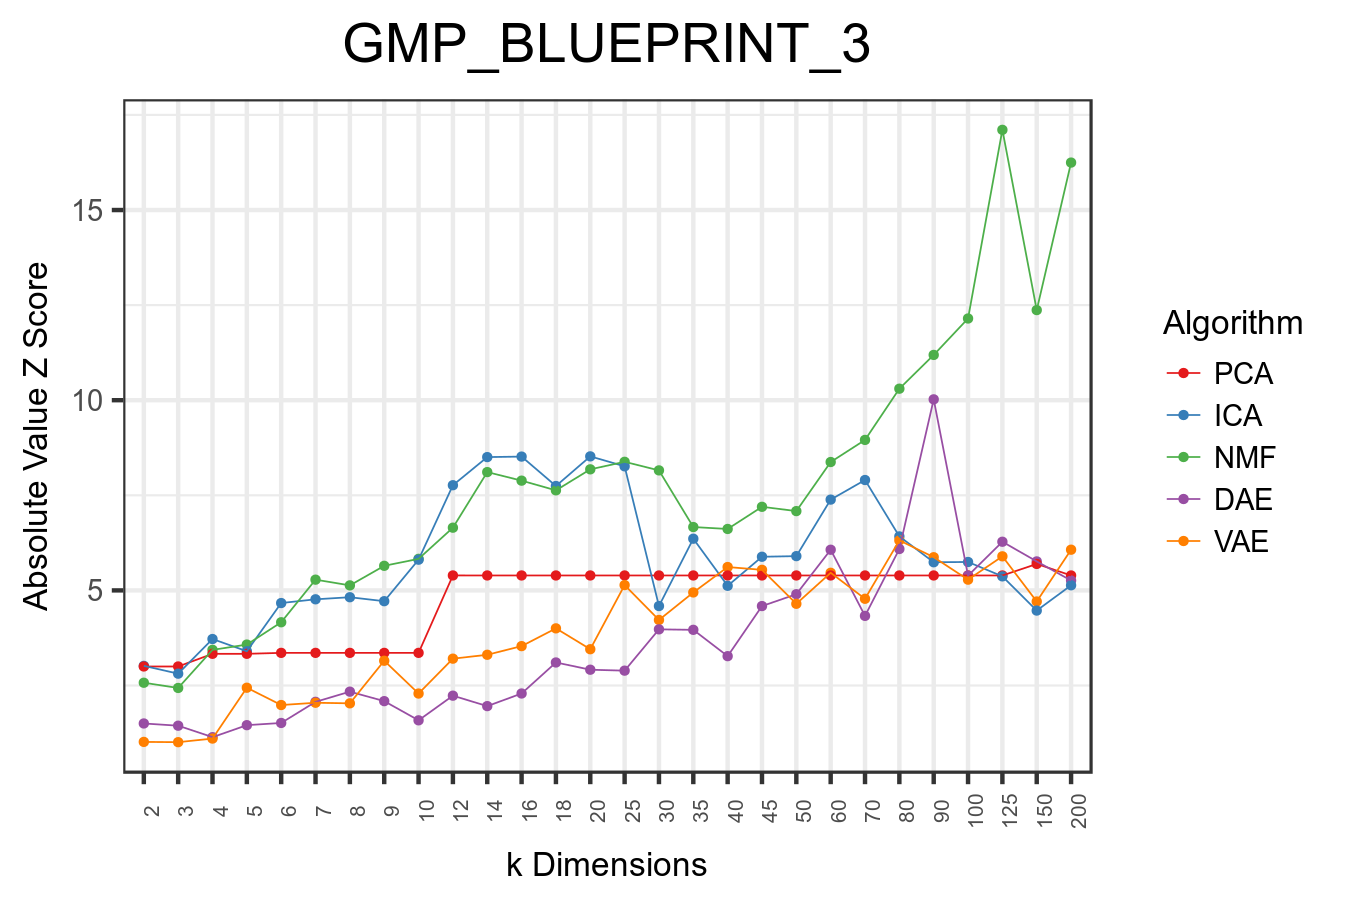 GMP_BLUEPRINT_3
Absolute Value Z Score
15
10
5
2 3 4 5 6 7 8 9 10 12 14 16 18 20 25 30 35 40 45 50 60 70 80 90 100 125 150 200
k Dimensions
Algorithm
PCA
ICA
NMF
DAE
VAE